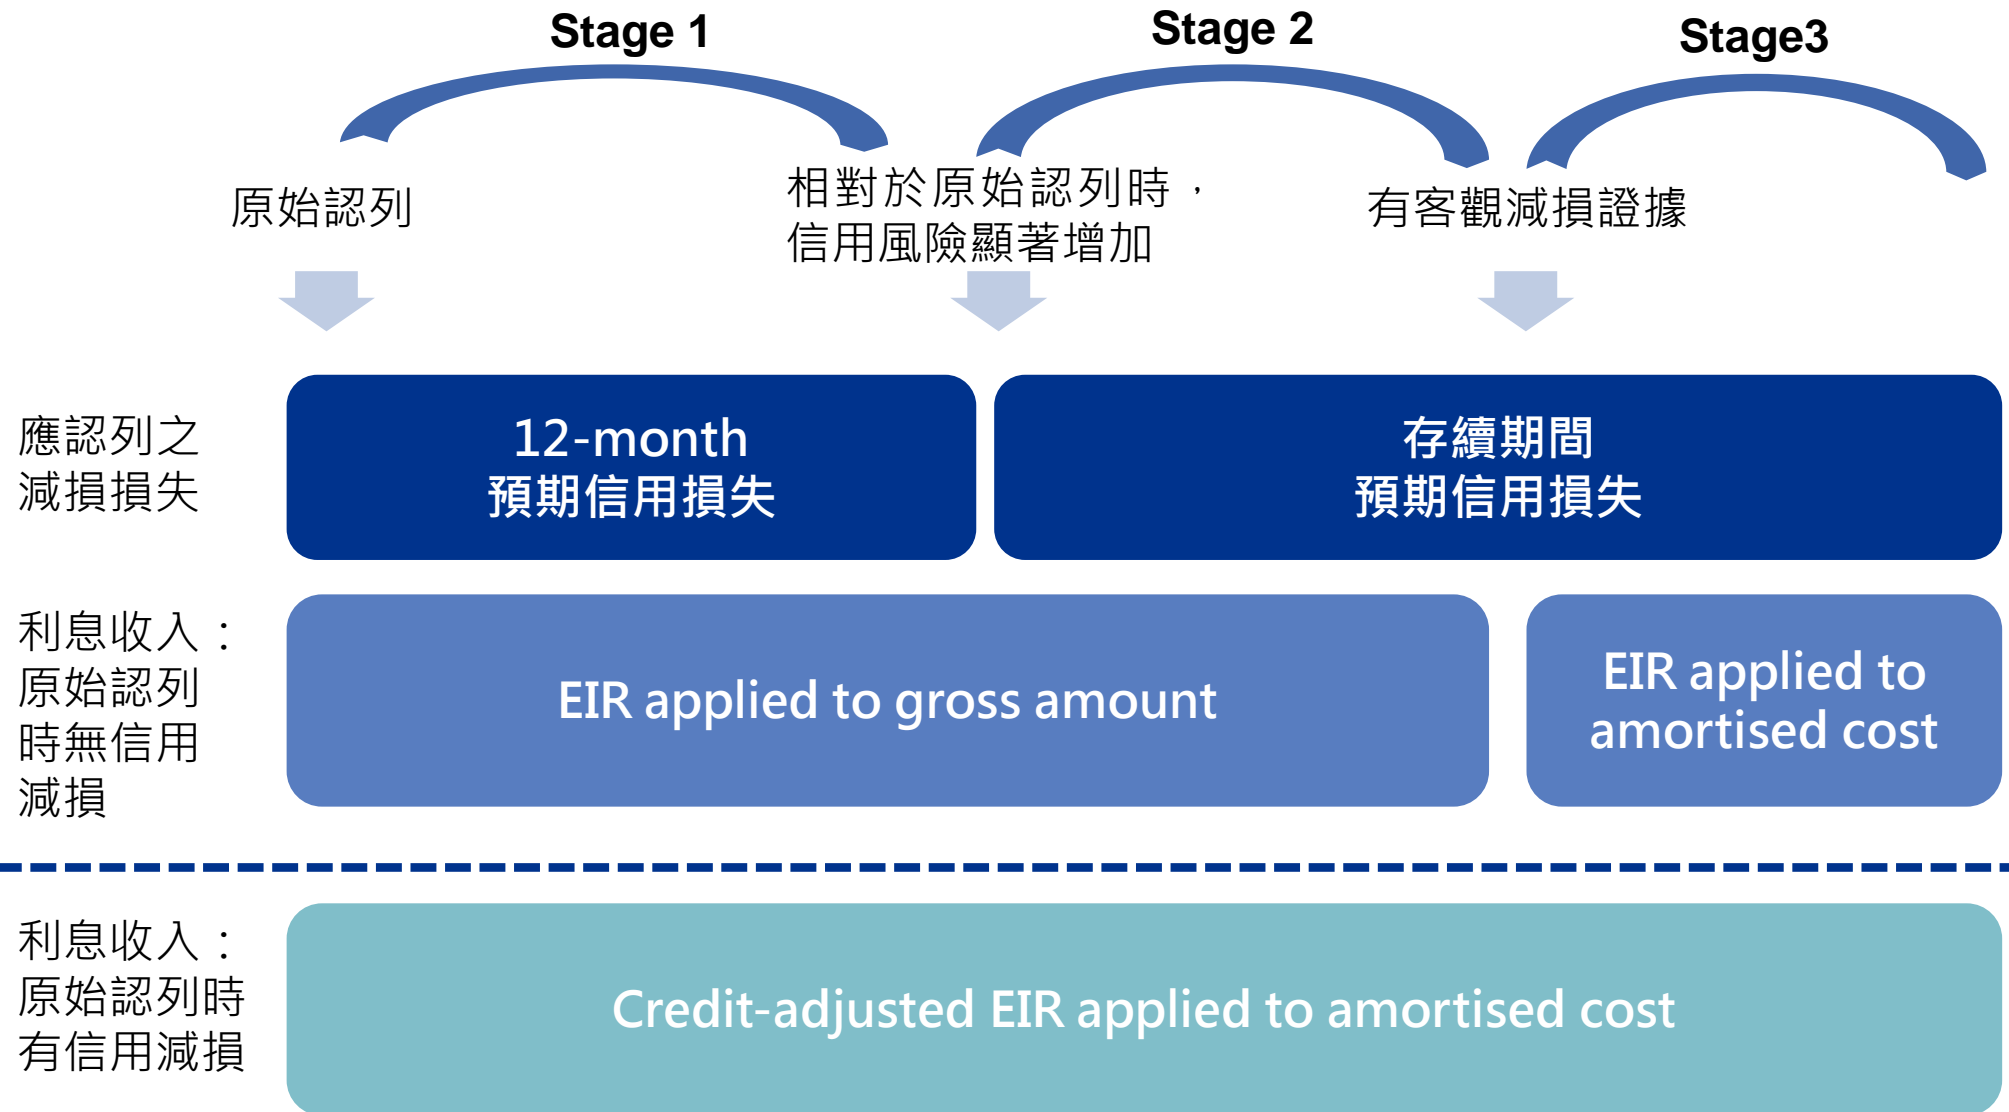 Stage 1
Stage 2
Stage3
原始認列
相對於原始認列時，
信用風險顯著增加
有客觀減損證據
應認列之
減損損失
12-month
預期信用損失
存續期間
預期信用損失
利息收入：
原始認列
時無信用
減損
EIR applied to gross amount
EIR applied to
amortised cost
利息收入：
原始認列時
有信用減損
Credit-adjusted EIR applied to amortised cost